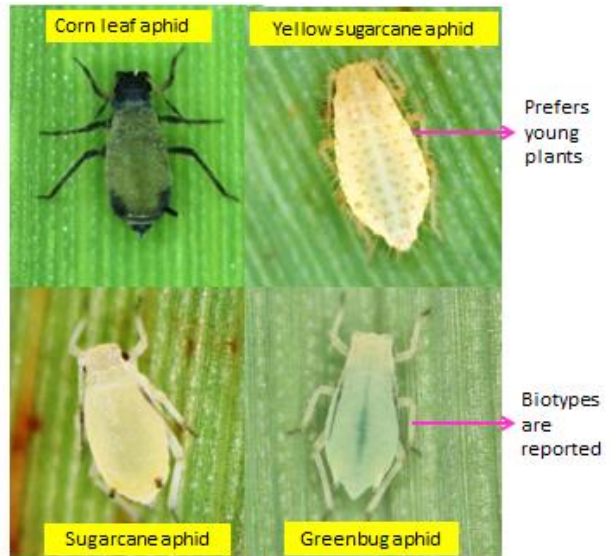 Corn leaf aphid
Yellow sugarcane aphid
Prefers
young
plants
Sugarcane aphid
Greenbug aphid
Biotypes
are
reported